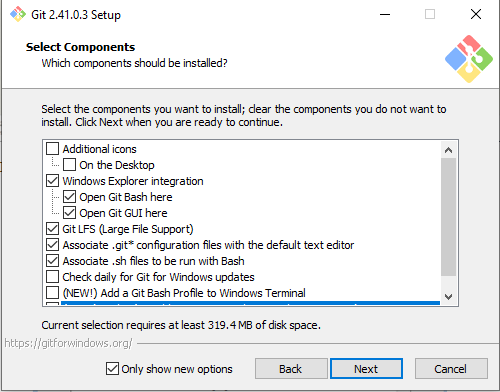 Git 2.41.0.3 Setup
Select Components
Which components should be installed?
Select the components you want to install; clear the components you do not want to
install. Click Next when you are ready to continue.
Additional icons
On the Desktop
Windows Explorer integration
Open Git Bash here
Open Git GUI here
Git LFS (Large File Support)
Associate .git* configuration files with the default text editor
Associate .sh files to be run with Bash
Check daily for Git for Windows updates
(NEW!) Add a Git Bash Profile to Windows Terminal
Current selection requires at least 319.4 MB of disk space.
https://gitforwindows.org/
Only show new options
Back
Next
Cancel